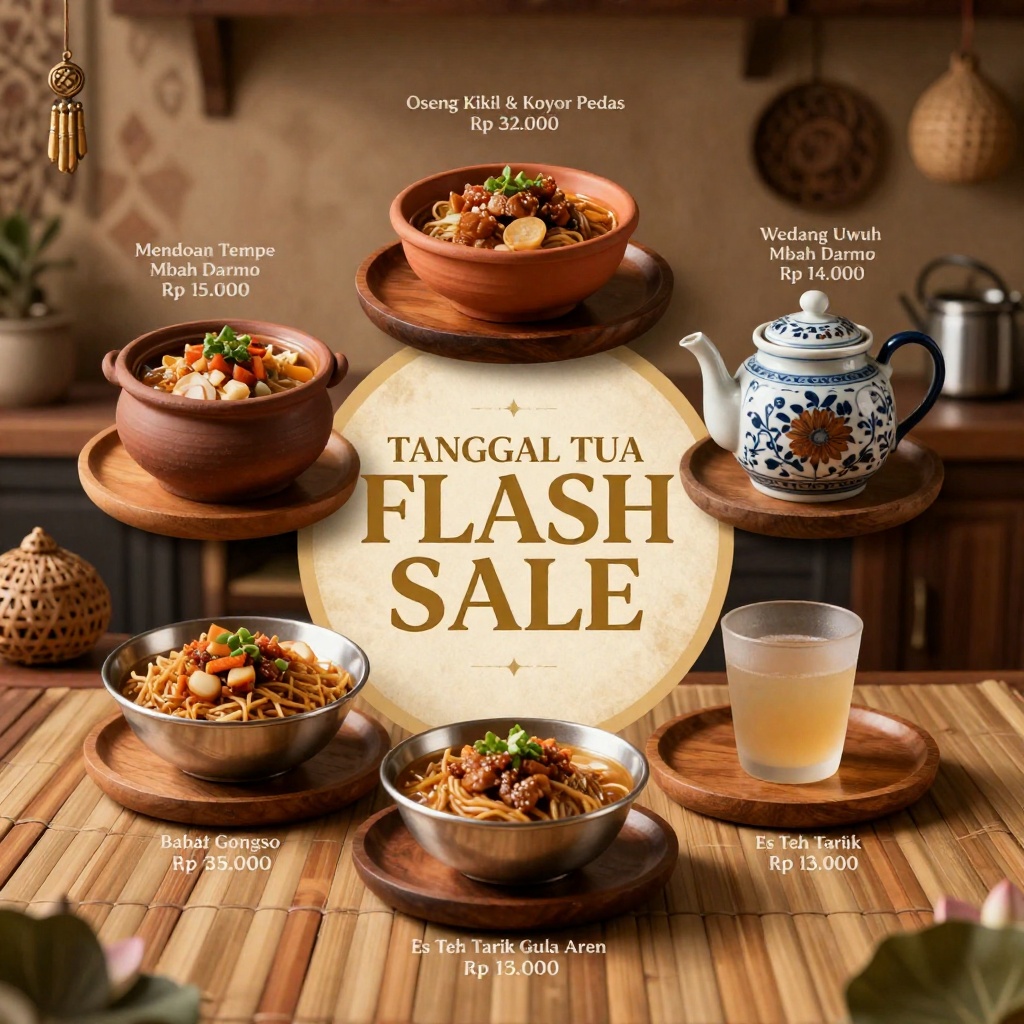 Oseng Kikil & Koyor Pedas
Rp 32.000
Mendoan Tempe
Mbah Darmo
Rp 15.000
Wedang Uwuh
Mbah Darmo
Rp 14.000
TANGGAL TUA
FLASH
SALE
Babat Gongso
Rp 35.000
Es Teh Tarik
Rp 13.000
Es Teh Tarik Gula Aren
Rp 13.000